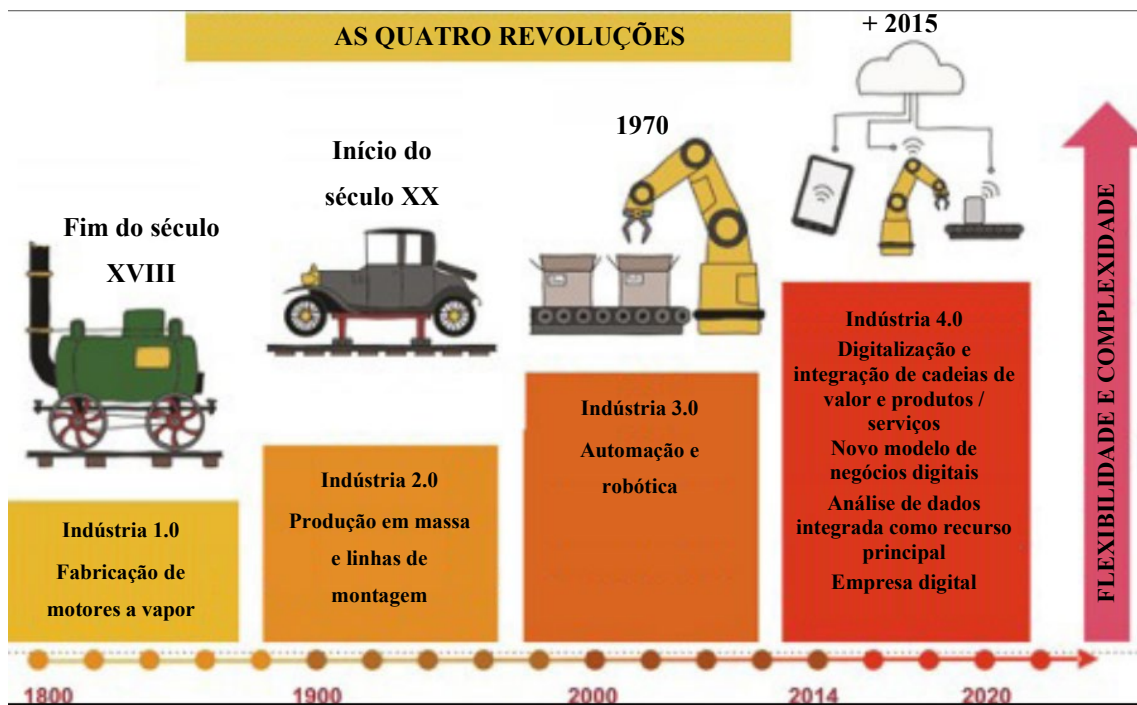 AS QUATRO REVOLUÇÕES
+ 2015
1970
Início do
século XX
Fim do século
XVIII
Indústria 1.0
Fabricação de
motores a vapor
Indústria 2.0
Produção em massa
e linhas de
montagem
Indústria 3.0
Automação e
robótica
Indústria 4.0
Digitalização e
integração de cadeias de
valor e produtos /
serviços
Novo modelo de
negócios digitais
Análise de dados
integrada como recurso
principal
Empresa digital
FLEXIBILIDADE E COMPLEXIDADE
1800
1900
2000
2014
2020